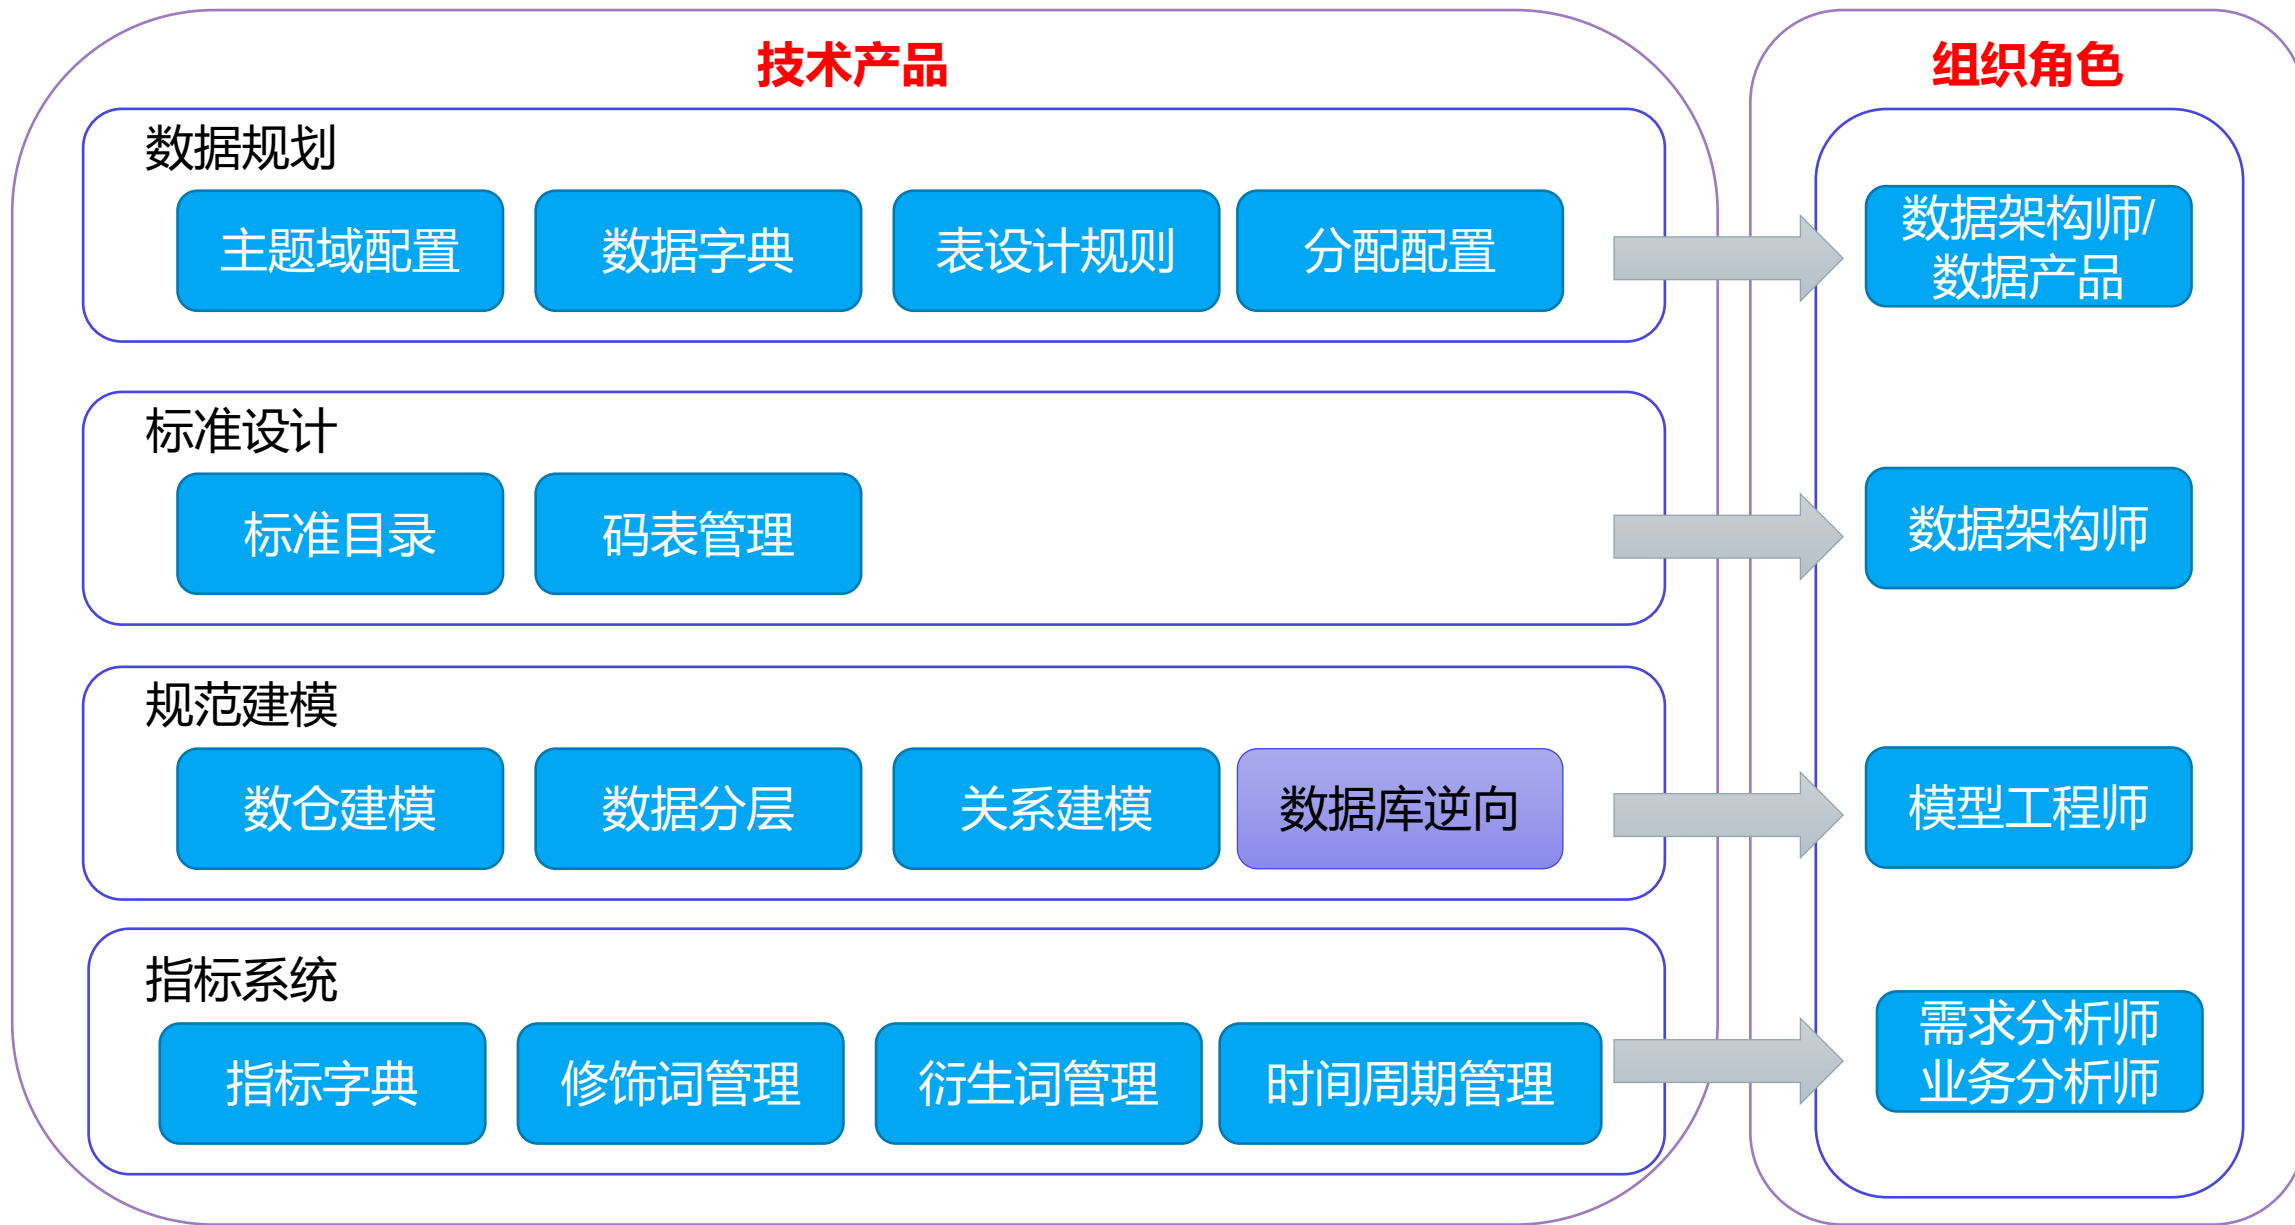 技术产品
组织角色
数据规划
主题域配置
数据字典
表设计规则
分配配置
数据架构师/
数据产品
标准设计
标准目录
码表管理
数据架构师
规范建模
数仓建模
数据分层
关系建模
数据库逆向
模型工程师
指标系统
指标字典
修饰词管理
衍生词管理
时间周期管理
需求分析师
业务分析师